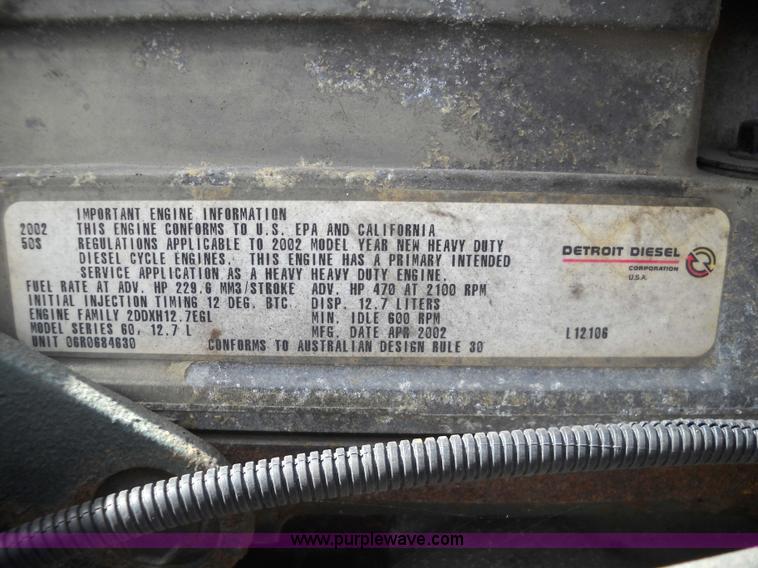 IMPORTANT ENGINE INFORMATION
2002 THIS ENGINE CONFORMS TO U.S. EPA AND CALIFORNIA
50S REGULATIONS APPLICABLE TO 2002 MODEL YEAR NEW HEAVY DUTY
DIESEL CYCLE ENGINES. THIS ENGINE HAS A PRIMARY INTENDED
SERVICE APPLICATION AS A HEAVY HEAVY DUTY ENGINE.
FUEL RATE AT ADV. HP 229.6 MM3/STROKE ADV. HP 470 AT 2100 RPM
INITIAL INJECTION TIMING 12 DEG. BTC DISP. 12.7 LITERS
ENGINE FAMILY 2DDXH12.7EGL MIN. IDLE 600 RPM
MODEL SERIES 60, 12.7 L MFG. DATE APR 2002
UNIT 06R0684630 CONFORMS TO AUSTRALIAN DESIGN RULE 30
DETROIT DIESEL
CORPORATION
U.S.A.
L12106
www.purplewave.com